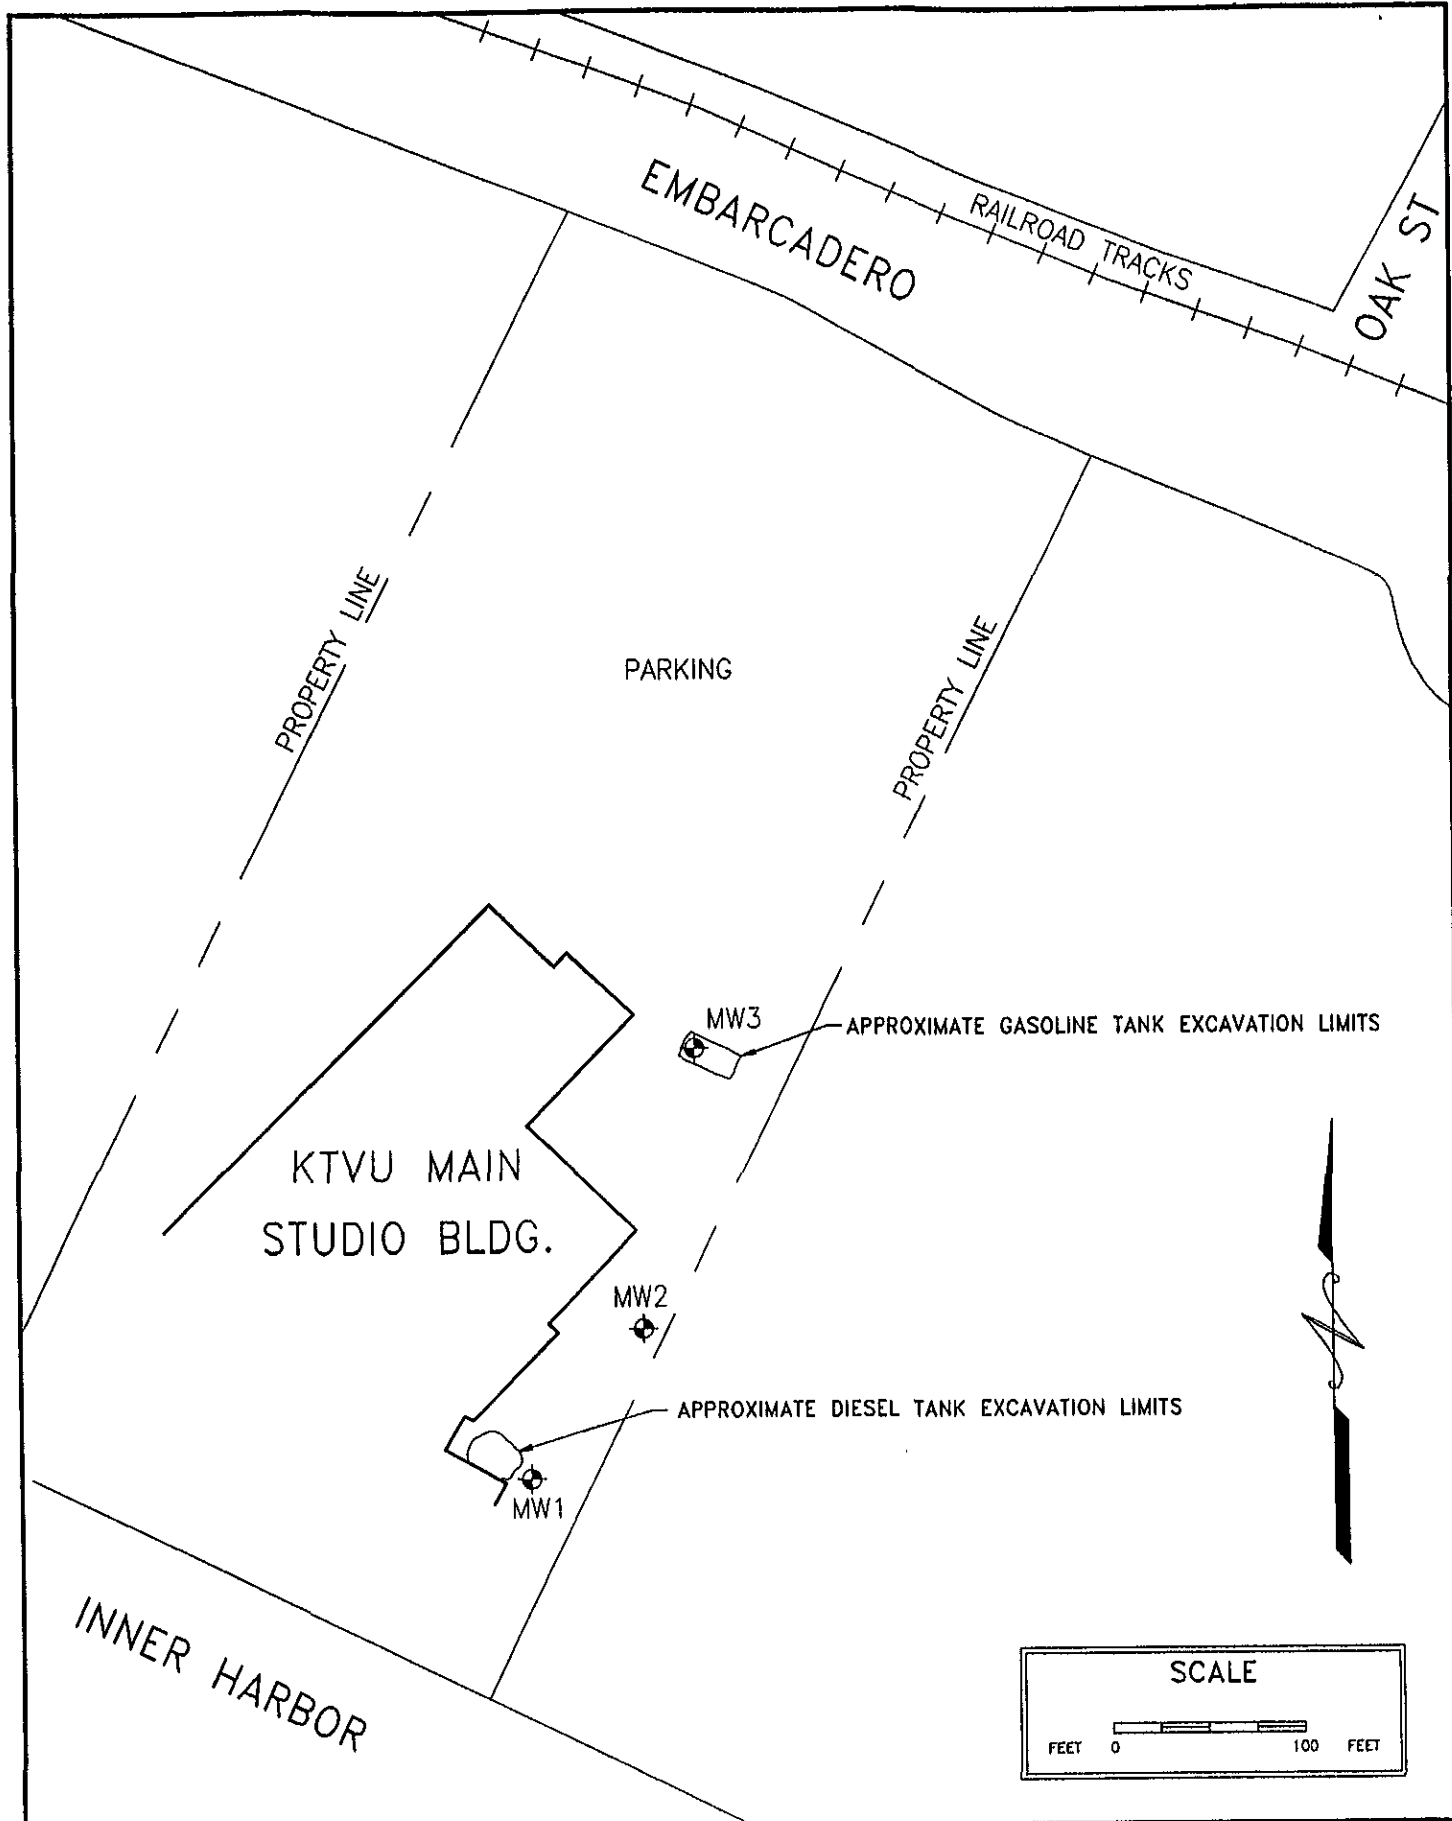 EMBARCADERO
RAILROAD TRACKS
OAK ST
PROPERTY LINE
PARKING
PROPERTY LINE
MW3
APPROXIMATE GASOLINE TANK EXCAVATION LIMITS
KTVU MAIN
STUDIO BLDG.
MW2
N
APPROXIMATE DIESEL TANK EXCAVATION LIMITS
MW1
INNER HARBOR
SCALE
FEET 0 100 FEET